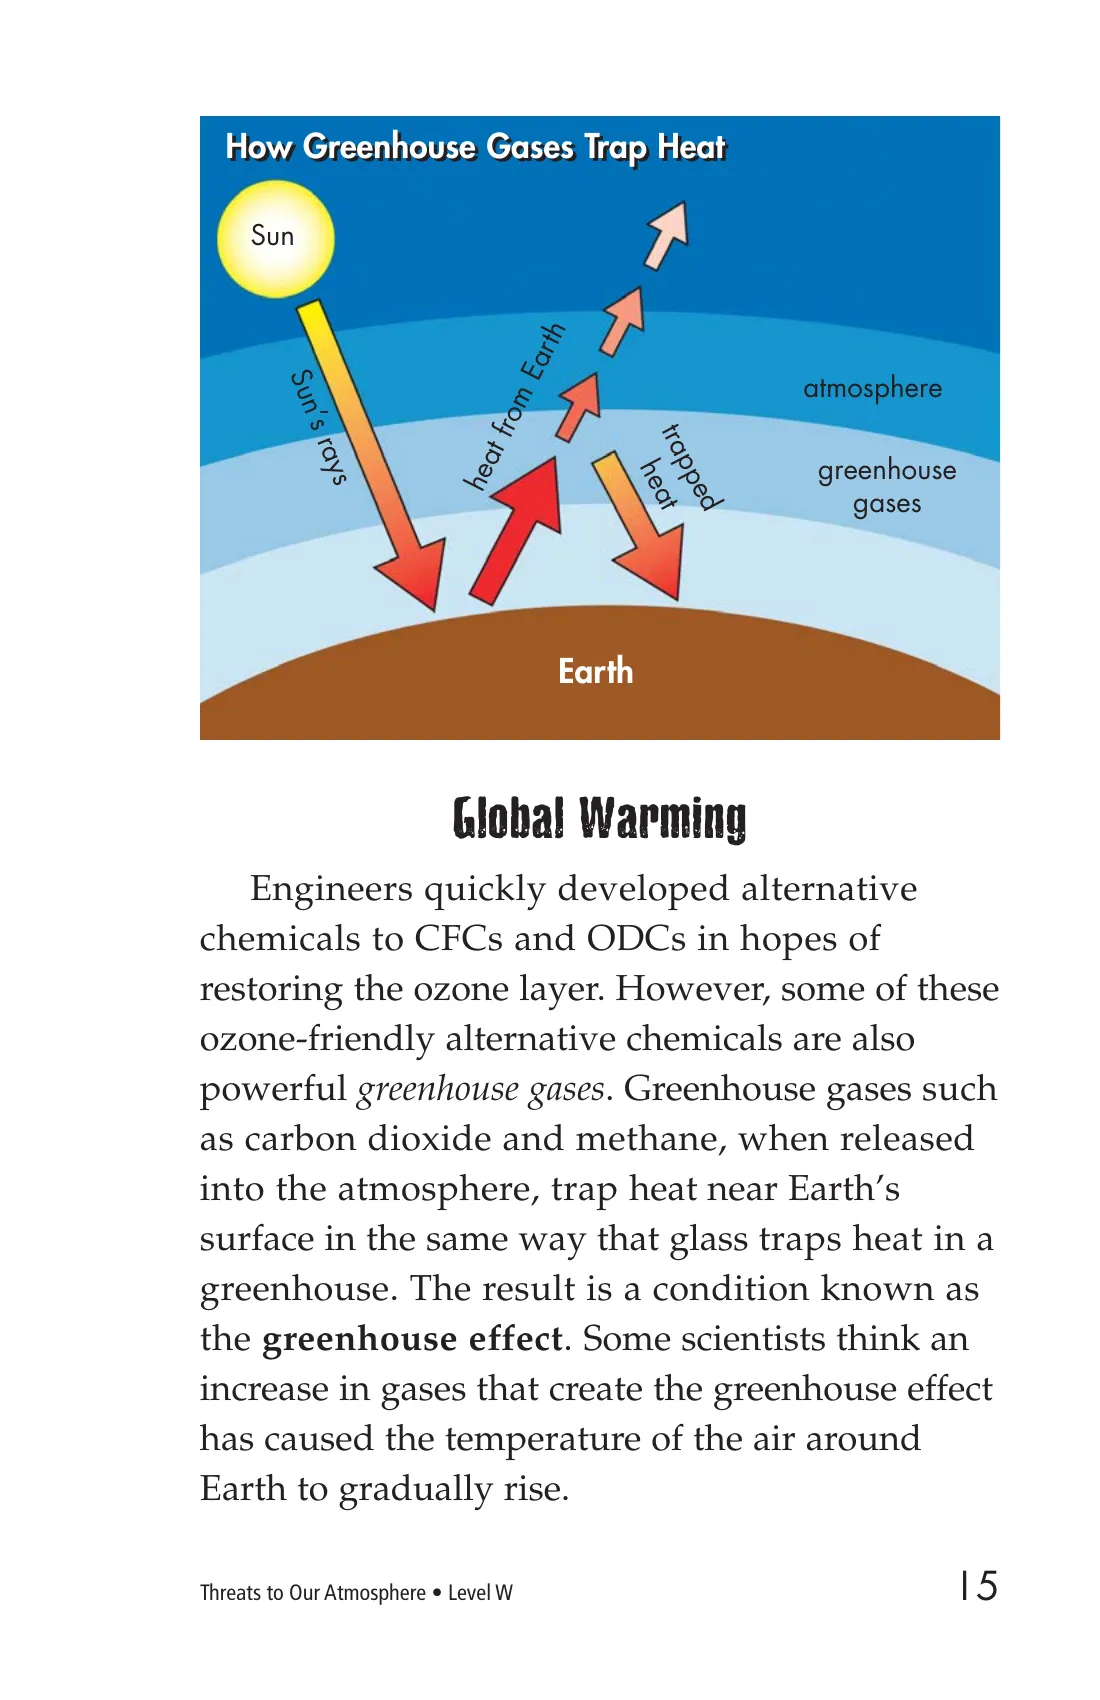 How Greenhouse Gases Trap Heat
Sun
Sun's rays
heat from Earth
trapped
heat
atmosphere
greenhouse
gases
Earth
Global Warming
Engineers quickly developed alternative
chemicals to CFCs and ODCs in hopes of
restoring the ozone layer. However, some of these
ozone-friendly alternative chemicals are also
powerful greenhouse gases. Greenhouse gases such
as carbon dioxide and methane, when released
into the atmosphere, trap heat near Earth’s
surface in the same way that glass traps heat in a
greenhouse. The result is a condition known as
the greenhouse effect. Some scientists think an
increase in gases that create the greenhouse effect
has caused the temperature of the air around
Earth to gradually rise.
Threats to Our Atmosphere • Level W
15